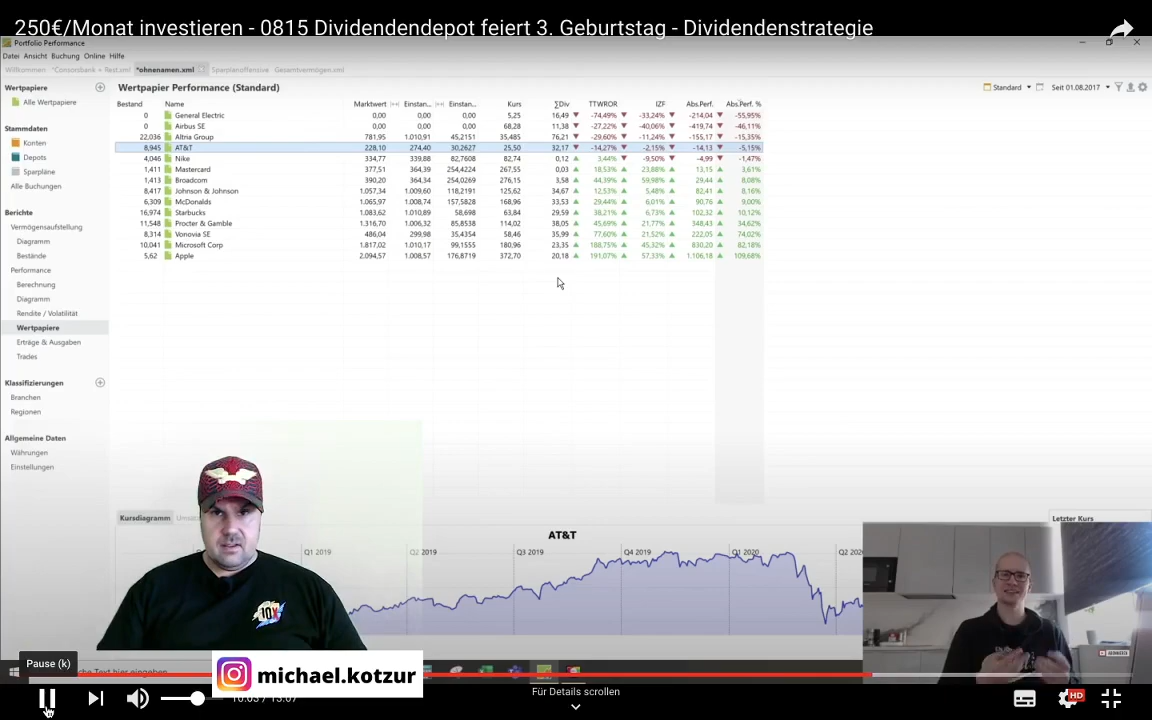 250€/Monat investieren - 0815 Dividendendepot feiert 3. Geburtstag - Dividendenstrategie
Portfolio Performance
Datei Ansicht Buchung Online Hilfe
Willkommen *Consorsbank + Rest.xml *ohnenamen.xml Sparplanoffensive Gesamtvermögen.xml
Wertpapiere
Alle Wertpapiere
Stammdaten
Konten
Depots
Sparpläne
Alle Buchungen
Berichte
Vermögensaufstellung
Diagramm
Bestände
Performance
Berechnung
Diagramm
Rendite / Volatilität
Wertpapiere
Erträge & Ausgaben
Trades
Klassifizierungen
Branchen
Regionen
Allgemeine Daten
Währungen
Einstellungen
Wertpapier Performance (Standard)
Standard Seit 01.08.2017
Bestand Name Marktwert Einstan... Einstan... Kurs ∑Div TTWROR IZF Abs.Perf. Abs.Perf. %
0 General Electric 0,00 0,00 0,00 5,25 16,49 -74,49% -33,24% -214,04 -55,95%
0 Airbus SE 0,00 0,00 0,00 68,28 11,38 -27,22% -40,06% -419,74 -46,11%
22,036 Altria Group 781,95 1.010,91 45,2151 35,485 76,21 -29,60% -11,24% -155,17 -15,35%
8,945 AT&T 228,10 274,40 30,2627 25,50 32,17 -14,27% -2,15% -14,13 -5,15%
4,046 Nike 334,77 339,88 82,7608 82,74 0,12 3,44% -9,50% -4,99 -1,47%
1,411 Mastercard 377,51 364,39 254,4224 267,55 0,03 18,53% 23,88% 13,15 3,61%
1,413 Broadcom 390,20 364,34 254,0269 276,15 3,58 44,39% 59,98% 29,44 8,08%
8,417 Johnson & Johnson 1.057,34 1.009,60 118,2191 125,62 34,67 12,53% 5,48% 82,41 8,16%
6,309 McDonalds 1.065,97 1.008,74 157,5828 168,96 33,53 29,44% 6,01% 90,76 9,00%
16,974 Starbucks 1.083,62 1.010,89 58,698 63,84 29,59 38,21% 6,73% 102,32 10,12%
11,548 Procter & Gamble 1.316,70 1.006,32 85,8538 114,02 38,05 45,69% 21,77% 348,43 34,62%
8,314 Vonovia SE 486,04 299,98 35,4354 58,46 35,99 77,60% 21,52% 222,05 74,02%
10,041 Microsoft Corp 1.817,02 1.010,17 99,1555 180,96 23,35 188,75% 45,32% 830,20 82,18%
5,62 Apple 2.094,57 1.008,57 176,8719 372,70 20,18 191,07% 57,33% 1.106,18 109,68%
Kursdiagramm
Letzter Kurs
AT&T
Q1 2019 Q2 2019 Q3 2019 Q4 2019 Q1 2020 Q2 202
10X
Pause (k)
michael.kotzur
Für Details scrollen
HD